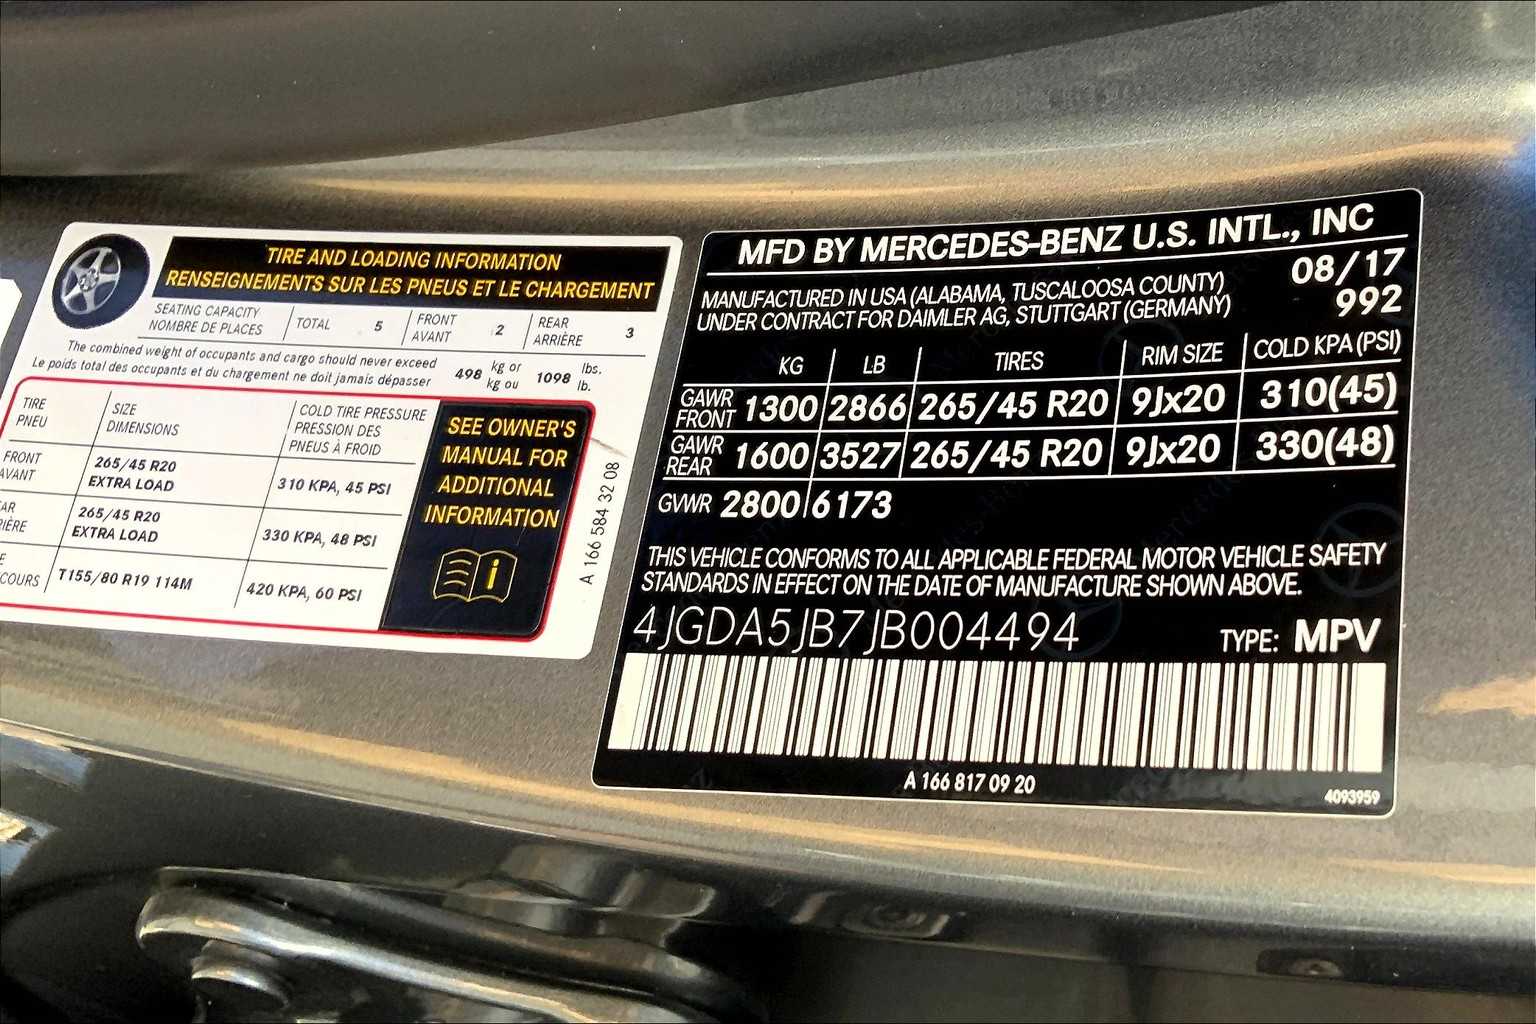 TIRE AND LOADING INFORMATION
RENSEIGNEMENTS SUR LES PNEUS ET LE CHARGEMENT
SEATING CAPACITY
NOMBRE DE PLACES
TOTAL 5
FRONT
AVANT
2
REAR
ARRIÈRE
3
The combined weight of occupants and cargo should never exceed
Le poids total des occupants et du chargement ne doit jamais dépasser
498
kg or
kg ou
1098
lbs.
lb.
TIRE
PNEU
SIZE
DIMENSIONS
COLD TIRE PRESSURE
PRESSION DES
PNEUS À FROID
FRONT
AVANT
265/45 R20
EXTRA LOAD
310 KPA, 45 PSI
265/45 R20
EXTRA LOAD
330 KPA, 48 PSI
T155/80 R19 114M
420 KPA, 60 PSI
SEE OWNER'S
MANUAL FOR
ADDITIONAL
INFORMATION
i
A 166 584 32 08
MFD BY MERCEDES-BENZ U.S. INTL., INC
MANUFACTURED IN USA (ALABAMA, TUSCALOOSA COUNTY)
UNDER CONTRACT FOR DAIMLER AG, STUTTGART (GERMANY)
08/17
992
KG LB TIRES RIM SIZE COLD KPA (PSI)
GAWR
FRONT
1300 2866 265/45 R20 9Jx20 310(45)
GAWR
REAR
1600 3527 265/45 R20 9Jx20 330(48)
GVWR 2800 6173
THIS VEHICLE CONFORMS TO ALL APPLICABLE FEDERAL MOTOR VEHICLE SAFETY
STANDARDS IN EFFECT ON THE DATE OF MANUFACTURE SHOWN ABOVE.
4JGDA5JB7JB004494
TYPE: MPV
A 166 817 09 20
4093959